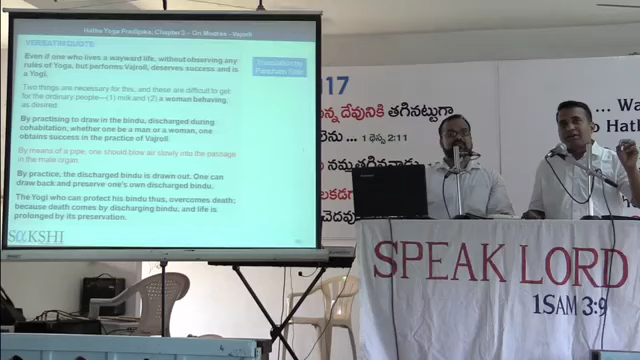 Hatha Yoga Pradipika, Chapter 3 - On Mudras - Vajroli
VERBATIM QUOTE:
Translation by
Pancham Sinh
Even if one who lives a wayward life, without observing any
rules of Yoga, but performs Vajroli, deserves success and is
a Yogi.
Two things are necessary for this, and these are difficult to get
for the ordinary people—(1) milk and (2) a woman behaving,
as desired.
By practising to draw in the bindu, discharged during
cohabitation, whether one be a man or a woman, one
obtains success in the practice of Vajroli.
By means of a pipe, one should blow air slowly into the passage
in the male organ.
By practice, the discharged bindu is drawn out. One can
draw back and preserve one's own discharged bindu.
The Yogi who can protect his bindu thus, overcomes death;
because death comes by discharging bindu, and life is
prolonged by its preservation.
SAKSHI
017
న్న దేవునికి తగినట్టుగా
లెను ... 1 థెస్స 2:11
... Wa
o Hath
SPEAK LORD
1SAM 3:9